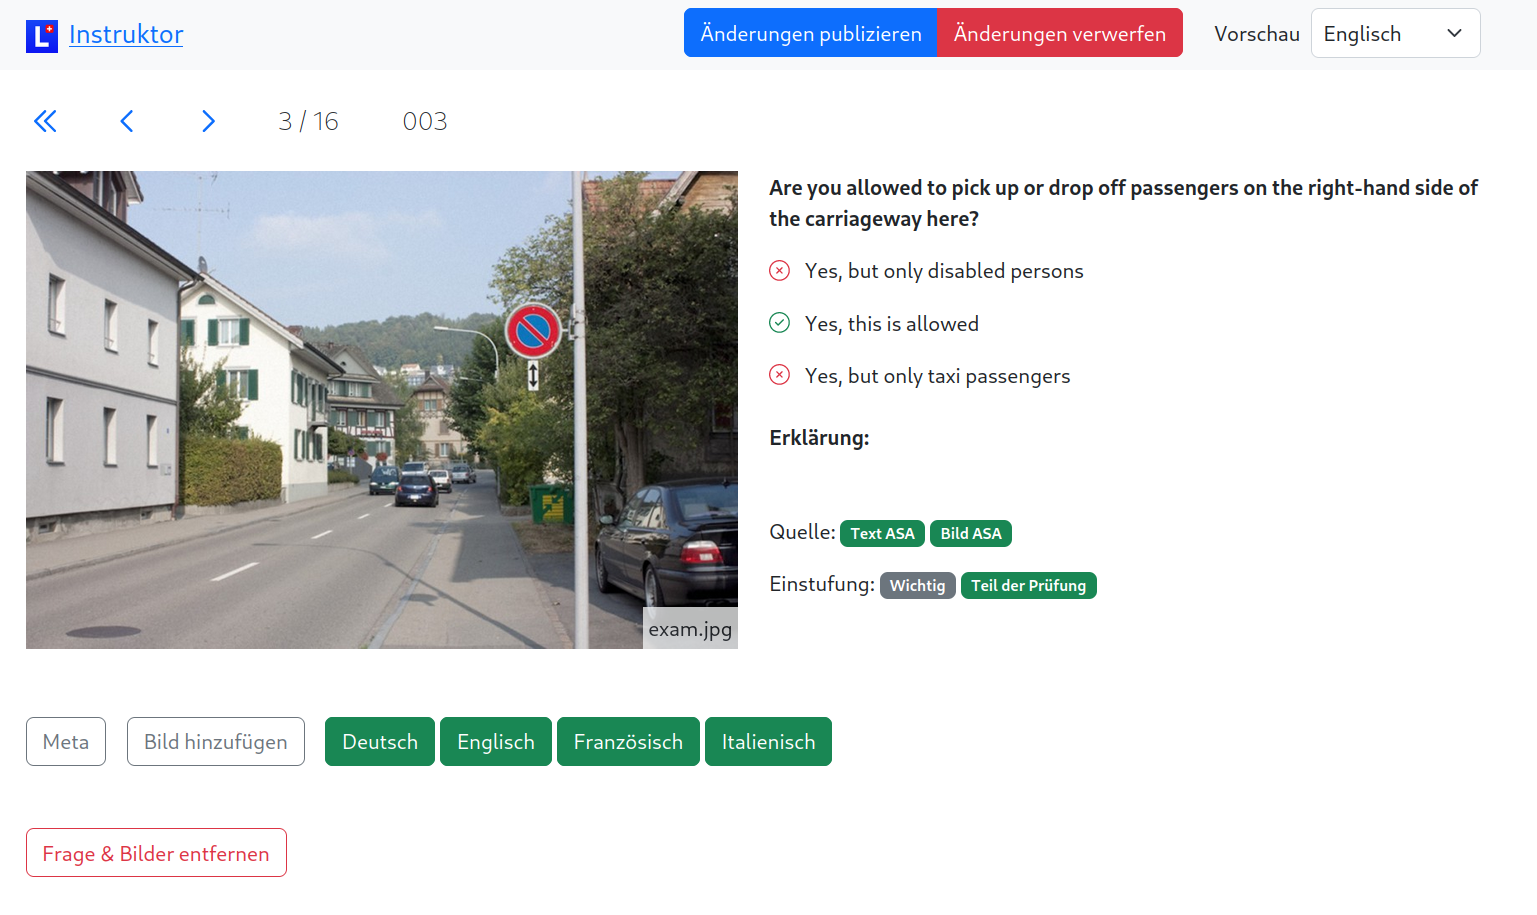 L Instruktor
Änderungen publizieren Änderungen verwerfen Vorschau Englisch
3 / 16 003
Are you allowed to pick up or drop off passengers on the right-hand side of
the carriageway here?
Yes, but only disabled persons
Yes, this is allowed
Yes, but only taxi passengers
Erklärung:
Quelle: Text ASA Bild ASA
Einstufung: Wichtig Teil der Prüfung
exam.jpg
Meta Bild hinzufügen Deutsch Englisch Französisch Italienisch
Frage & Bilder entfernen